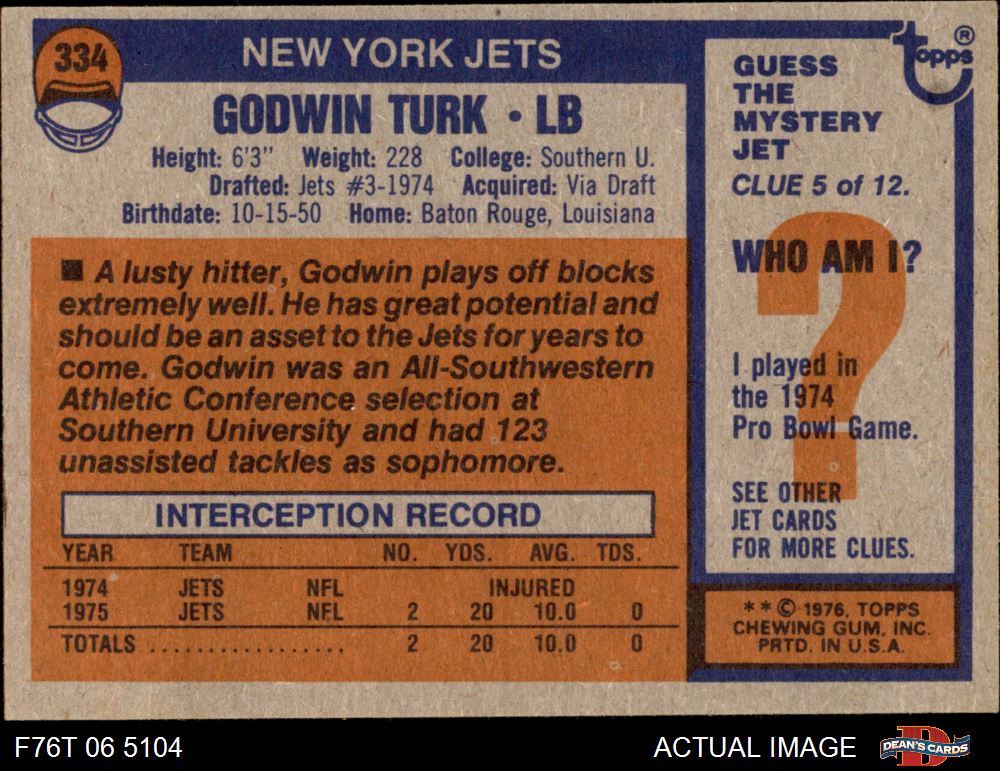 334
NEW YORK JETS
GODWIN TURK • LB
Height: 6'3" Weight: 228 College: Southern U.
Drafted: Jets #3-1974 Acquired: Via Draft
Birthdate: 10-15-50 Home: Baton Rouge, Louisiana
■ A lusty hitter, Godwin plays off blocks
extremely well. He has great potential and
should be an asset to the Jets for years to
come. Godwin was an All-Southwestern
Athletic Conference selection at
Southern University and had 123
unassisted tackles as sophomore.
INTERCEPTION RECORD
YEAR TEAM NO. YDS. AVG. TDS.
1974 JETS NFL INJURED
1975 JETS NFL 2 20 10.0 0
TOTALS ................. 2 20 10.0 0
topps ®
GUESS
THE
MYSTERY
JET
CLUE 5 of 12.
?
WHO AM I?
I played in
the 1974
Pro Bowl Game.
SEE OTHER
JET CARDS
FOR MORE CLUES.
* * © 1976, TOPPS
CHEWING GUM, INC.
PRTD. IN U.S.A.
F76T 06 5104
ACTUAL IMAGE
DEAN'S CARDS